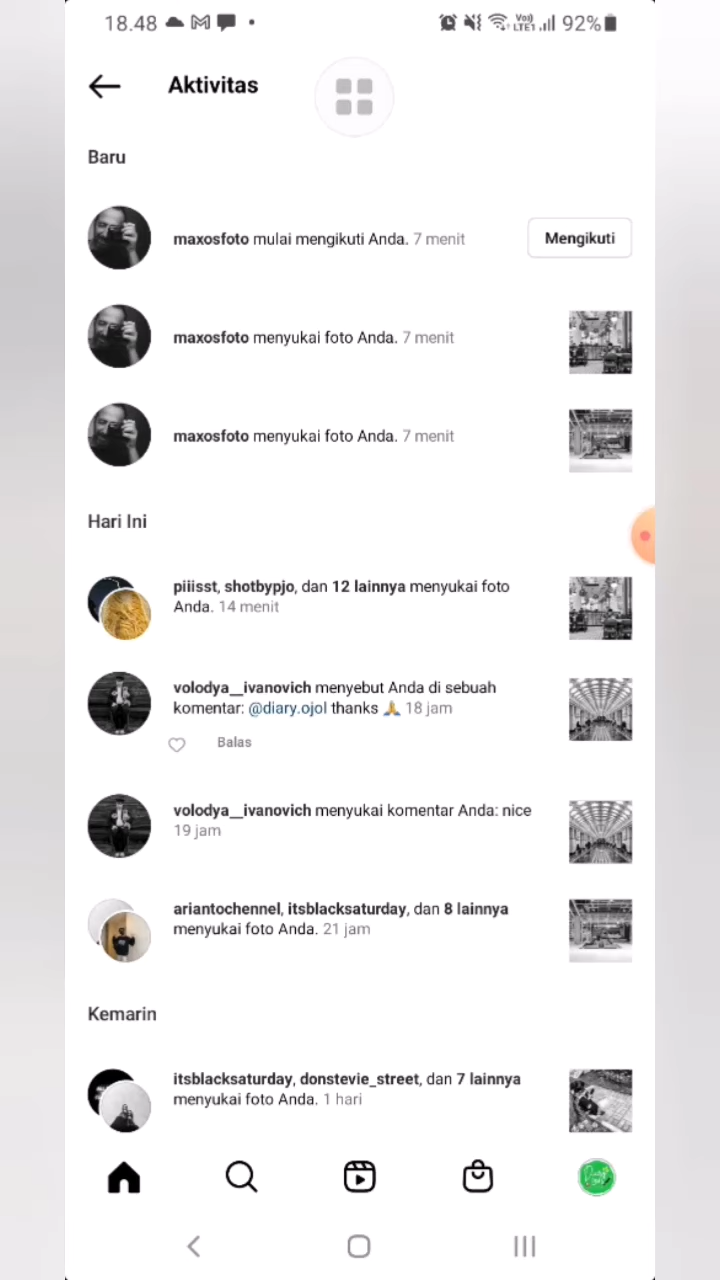 18.48 92%
Aktivitas
Baru
maxosfoto mulai mengikuti Anda. 7 menit
Mengikuti
maxosfoto menyukai foto Anda. 7 menit
maxosfoto menyukai foto Anda. 7 menit
Hari Ini
piiisst, shotbypjo, dan 12 lainnya menyukai foto
Anda. 14 menit
volodya__ivanovich menyebut Anda di sebuah
komentar: @diary.ojol thanks 🙏 18 jam
Balas
volodya__ivanovich menyukai komentar Anda: nice
19 jam
ariantochennel, itsblacksaturday, dan 8 lainnya
menyukai foto Anda. 21 jam
Kemarin
itsblacksaturday, donstevie_street, dan 7 lainnya
menyukai foto Anda. 1 hari